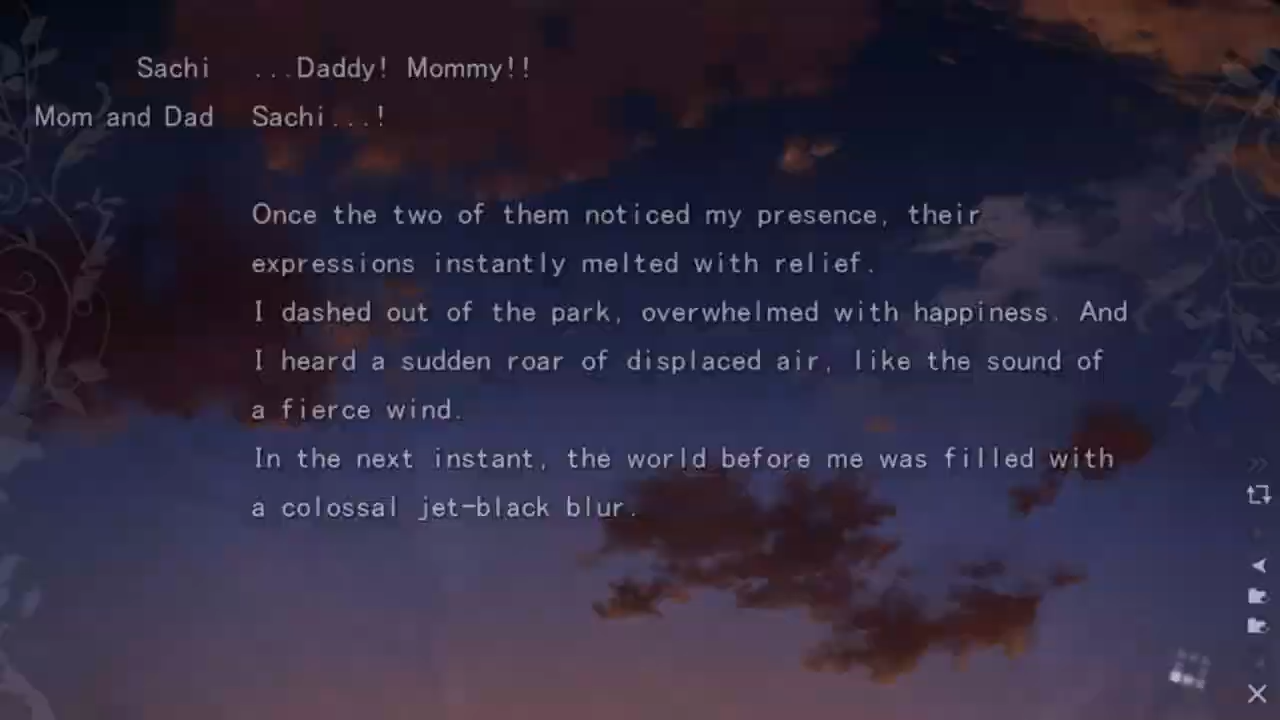 Sachi ...Daddy! Mommy!!
Mom and Dad Sachi...!
Once the two of them noticed my presence, their
expressions instantly melted with relief.
I dashed out of the park, overwhelmed with happiness. And
I heard a sudden roar of displaced air, like the sound of
a fierce wind.
In the next instant, the world before me was filled with
a colossal jet-black blur.